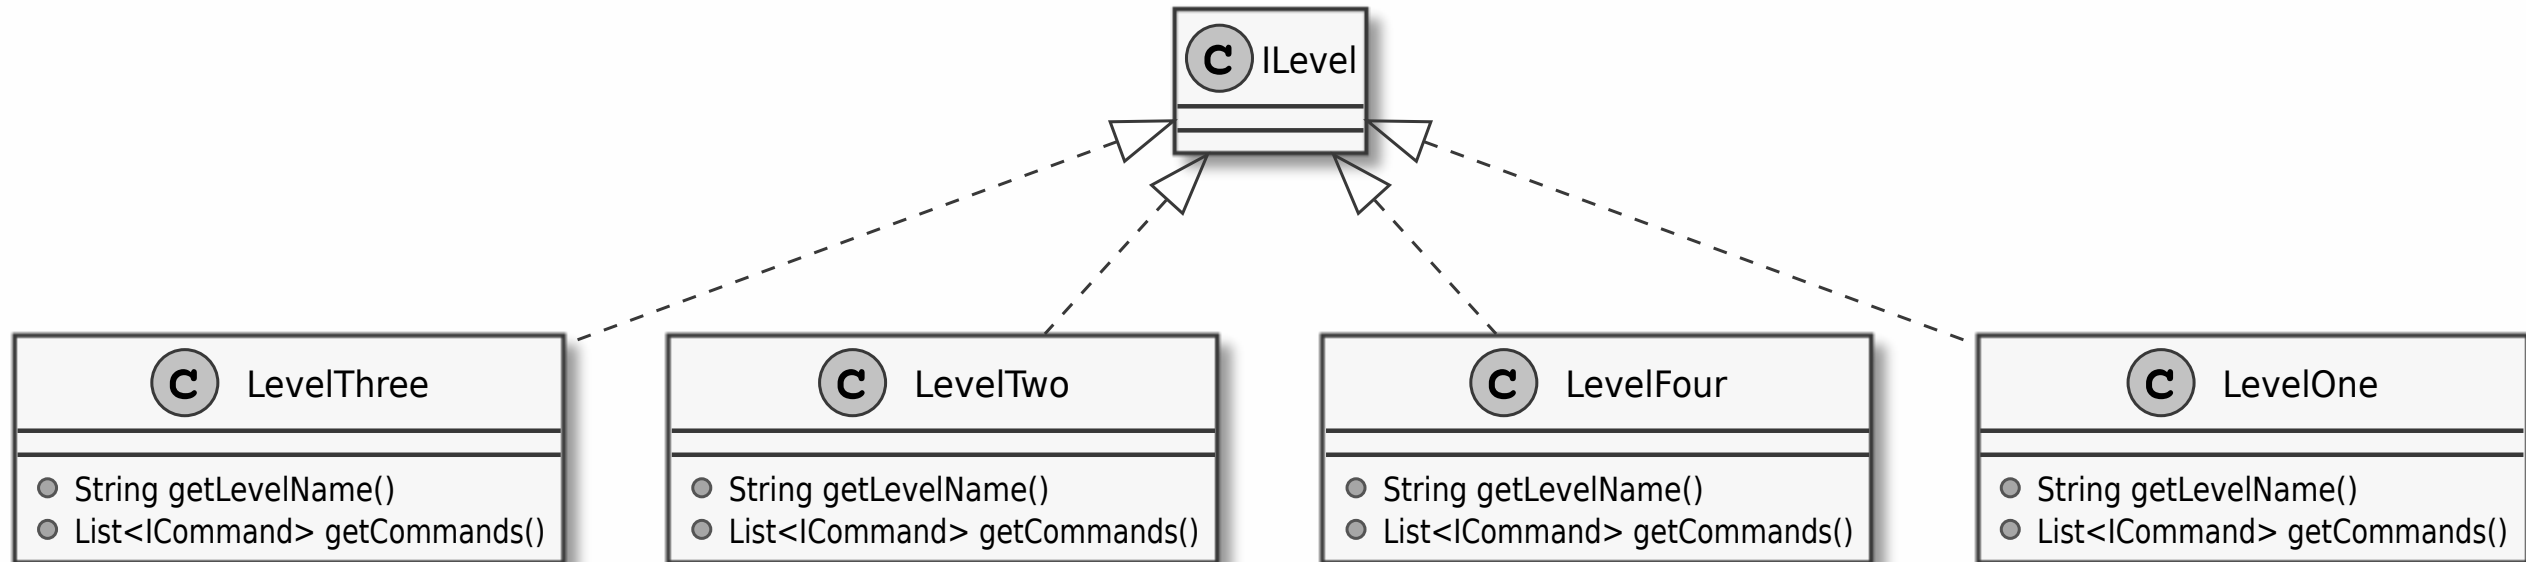 C ILevel
C LevelThree
String getLevelName()
List<ICommand> getCommands()
C LevelTwo
String getLevelName()
List<ICommand> getCommands()
C LevelFour
String getLevelName()
List<ICommand> getCommands()
C LevelOne
String getLevelName()
List<ICommand> getCommands()